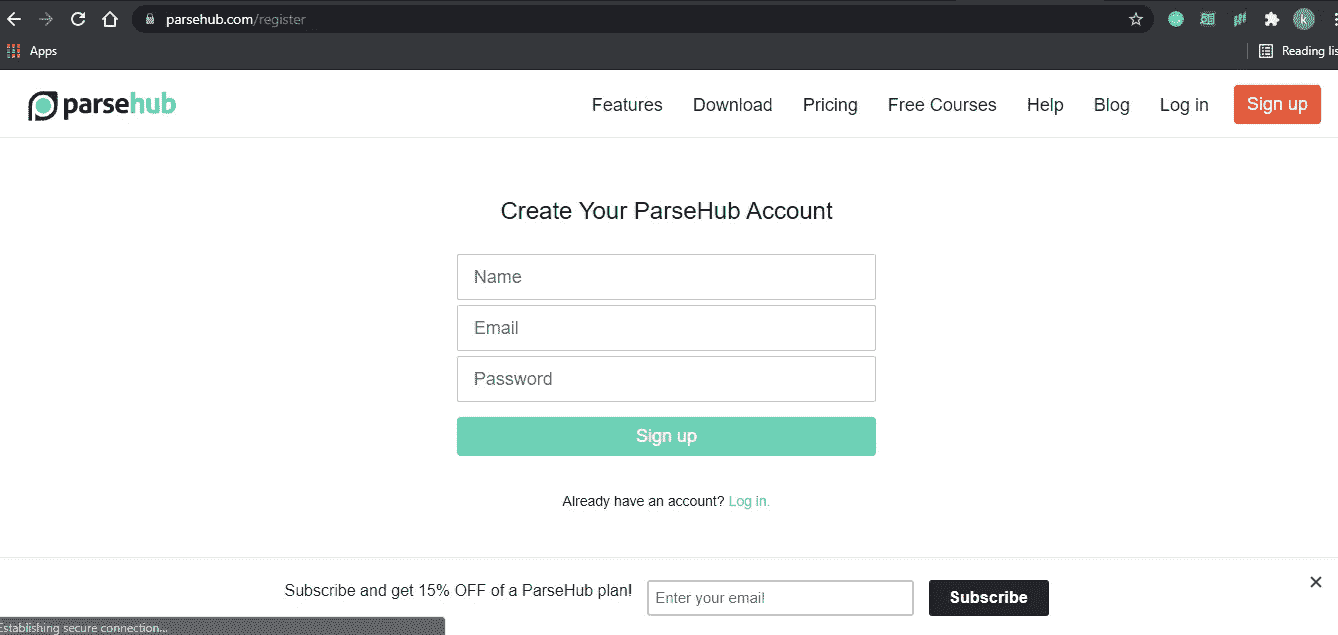 parsehub.com/register
k
Apps
Reading lis
parsehub
Features Download Pricing Free Courses Help Blog Log in Sign up
Create Your ParseHub Account
Name
Email
Password
Sign up
Already have an account? Log in.
Subscribe and get 15% OFF of a ParseHub plan! Enter your email Subscribe
Establishing secure connection...